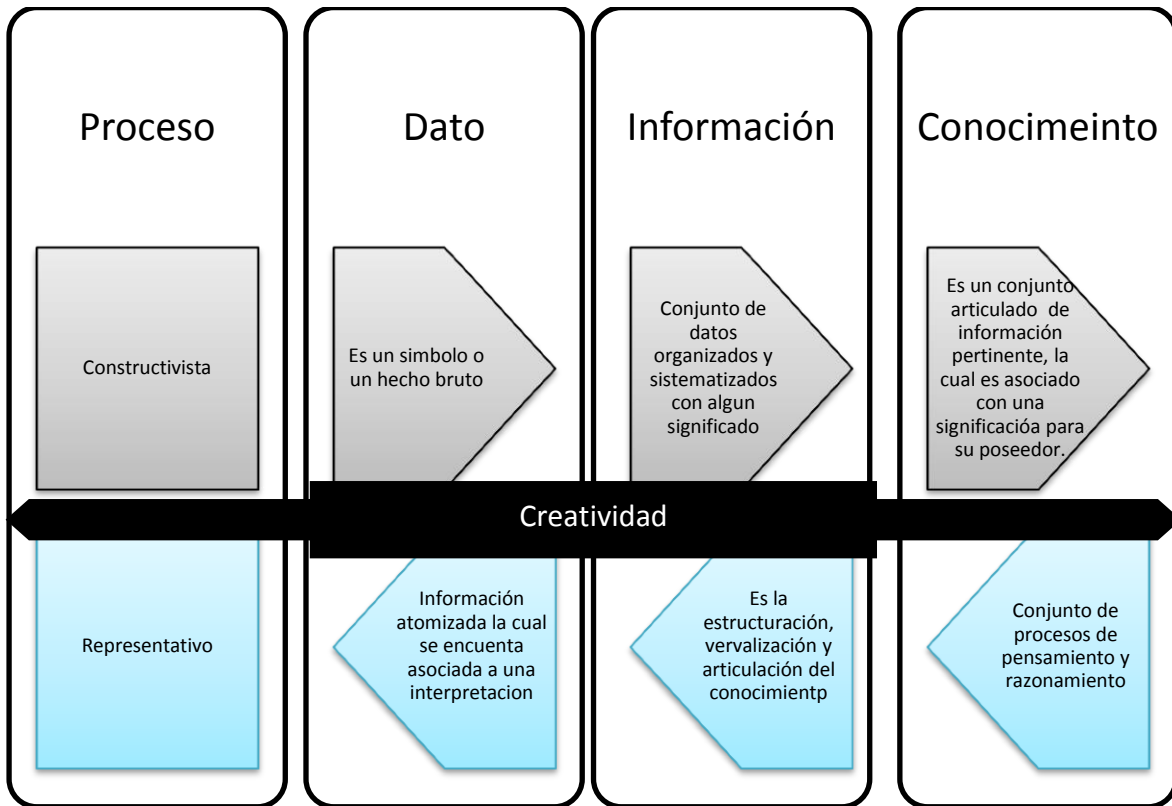 Proceso
Dato
Información
Conocimeinto
Constructivista
Es un simbolo o
un hecho bruto
Conjunto de
datos
organizados y
sistematizados
con algun
significado
Es un conjunto
articulado de
información
pertinente, la
cual es asociado
con una
significacióa para
su poseedor.
Creatividad
Representativo
Información
atomizada la cual
se encuenta
asociada a una
interpretacion
Es la
estructuración,
vervalización y
articulación del
conocimientp
Conjunto de
procesos de
pensamiento y
razonamiento